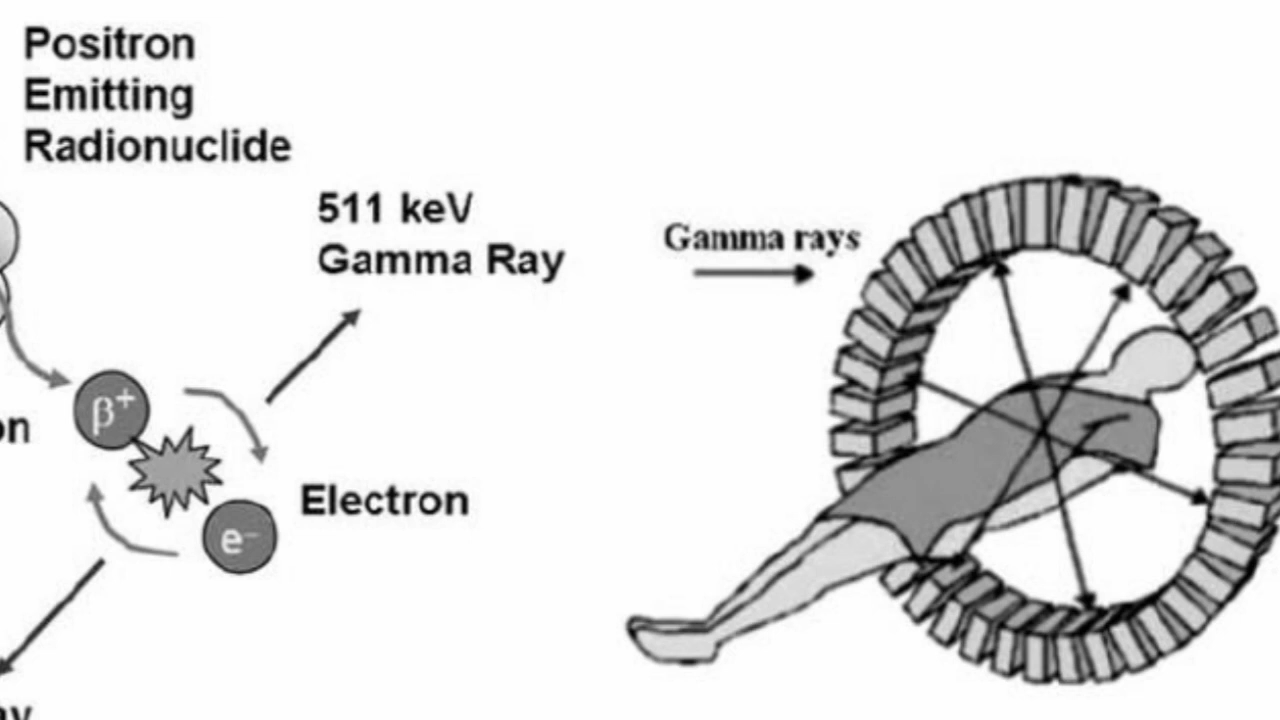 Positron
Emitting
Radionuclide
511 keV
Gamma Ray
Gamma rays
β+
e−
Electron